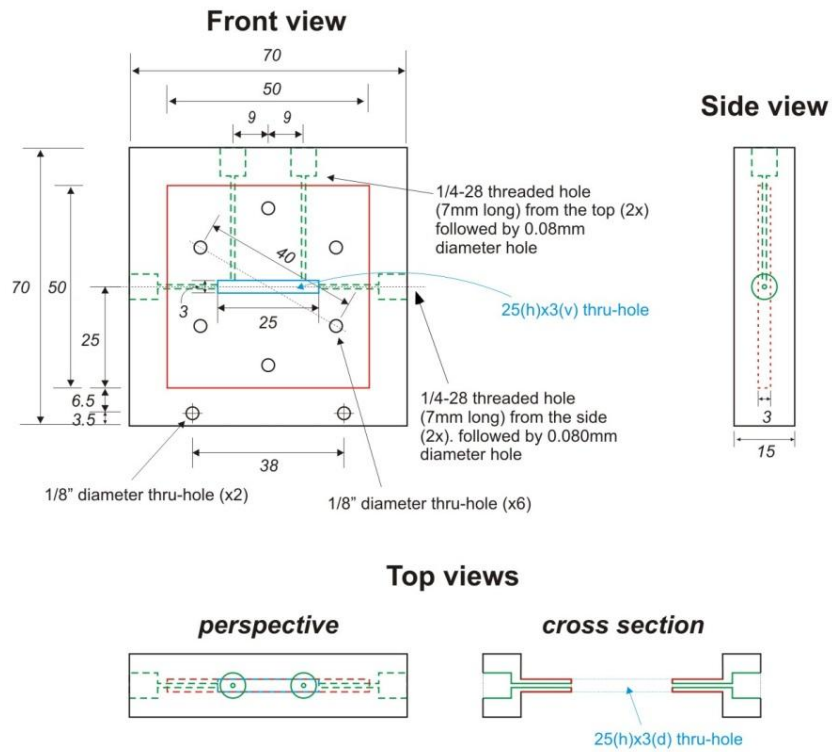 Front view
70
50
9
9
Side view
1/4-28 threaded hole
(7mm long) from the top (2x)
followed by 0.08mm
diameter hole
40
70
50
3
25
25(h)x3(v) thru-hole
25
6.5
3.5
1/4-28 threaded hole
(7mm long) from the side
(2x). followed by 0.080mm
diameter hole
3
15
38
1/8” diameter thru-hole (x2)
1/8” diameter thru-hole (x6)
Top views
perspective
cross section
25(h)x3(d) thru-hole